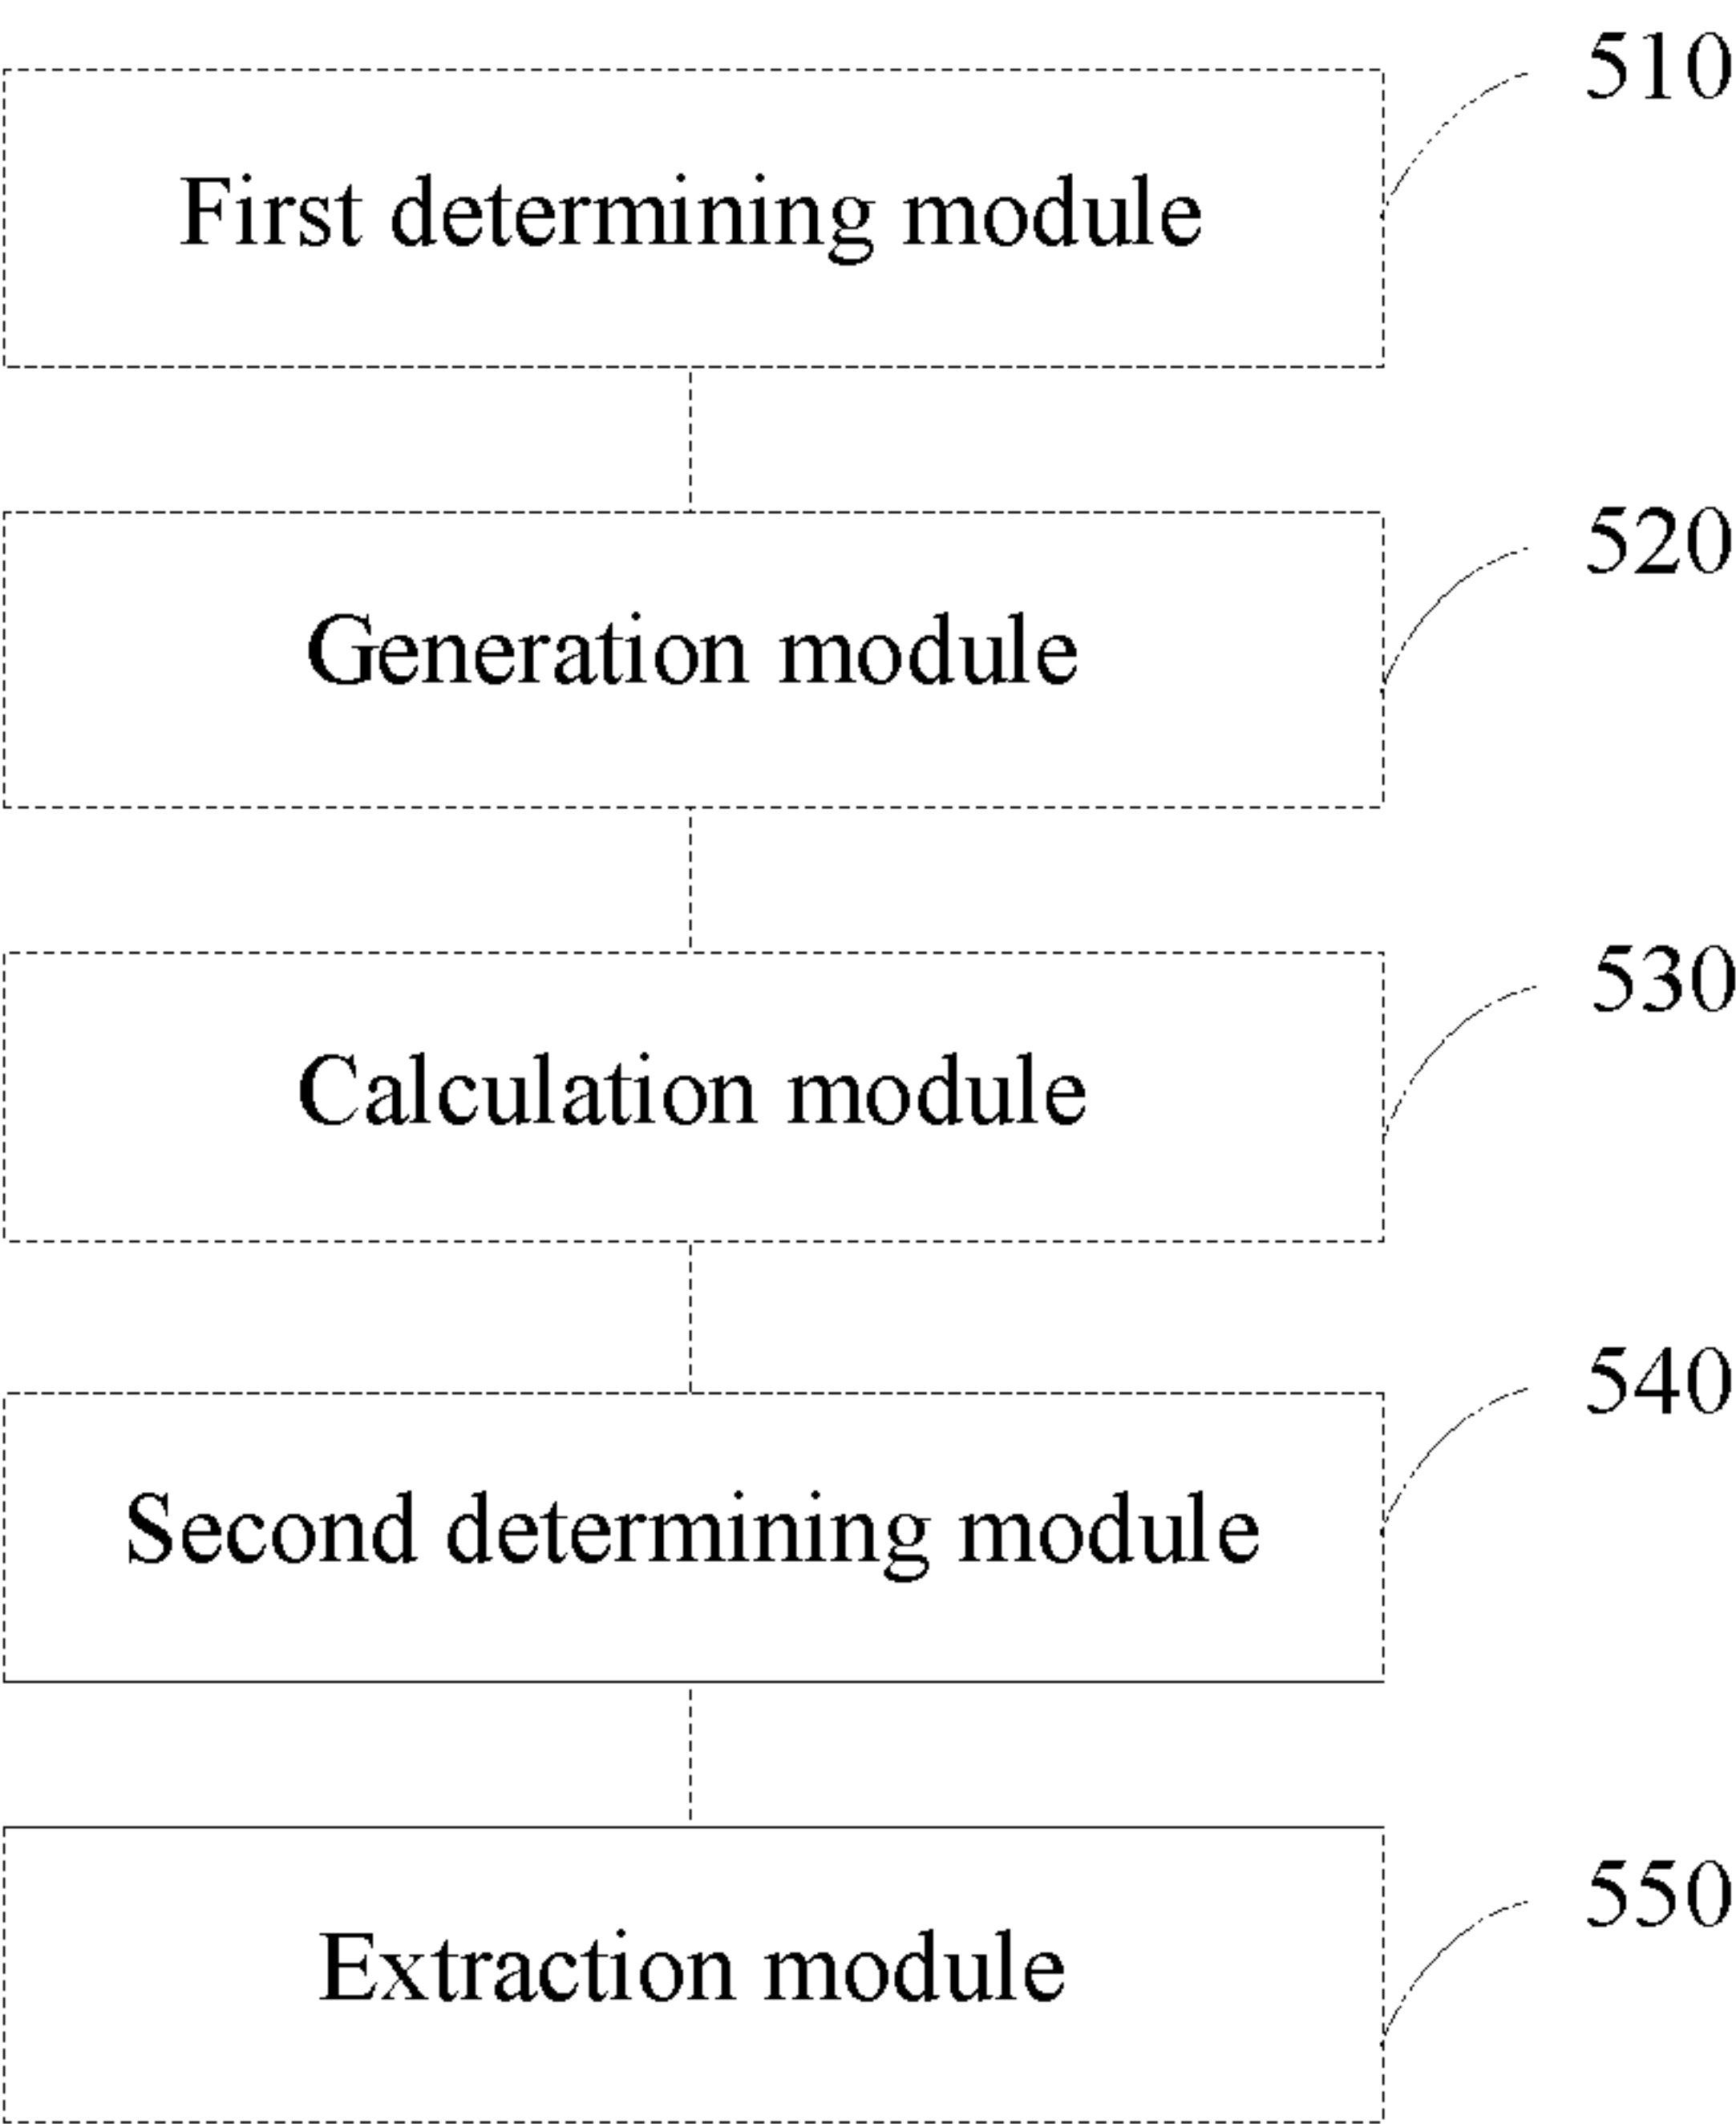 510
First determining module
520
Generation module
530
Calculation module
540
Second determining module
550
Extraction module